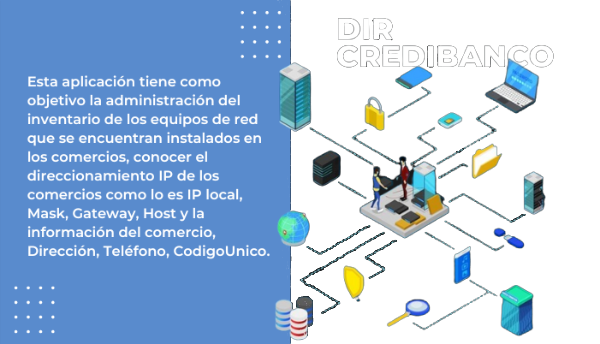 DIR
CREDIBANCO
Esta aplicación tiene como
objetivo la administración del
inventario de los equipos de red
que se encuentran instalados en
los comercios, conocer el
direccionamiento IP de los
comercios como lo es IP local,
Mask, Gateway, Host y la
información del comercio,
Dirección, Teléfono, CodigoUnico.